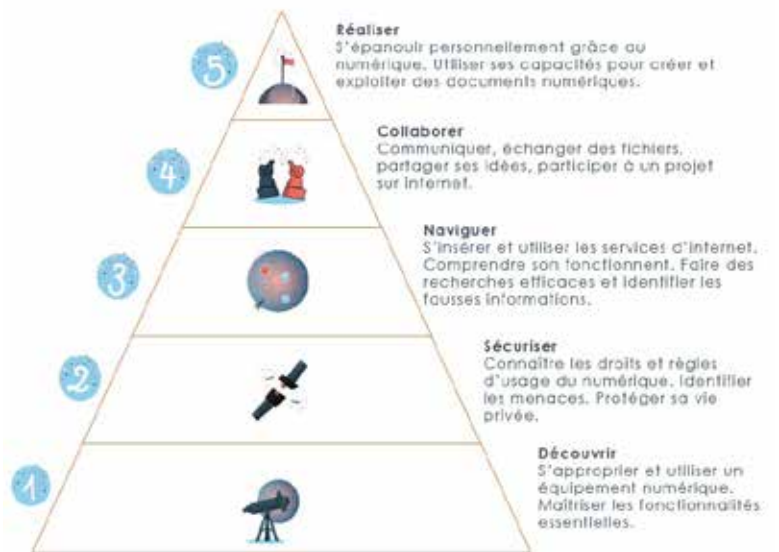 5
Réaliser
S'épanouir personnellement grâce au
numérique. Utiliser ses capacités pour créer et
exploiter des documents numériques.
4
Collaborer
Communiquer, échanger des fichiers,
partager ses idées, participer à un projet
sur internet.
3
Naviguer
S'insérer et utiliser les services d'internet.
Comprendre son fonctionnent. Faire des
recherches efficaces et identifier les
fausses informations.
2
Sécuriser
Connaître les droits et règles
d'usage du numérique. Identifier
les menaces. Protéger sa vie
privée.
1
Découvrir
S'approprier et utiliser un
équipement numérique.
Maîtriser les fonctionnalités
essentielles.